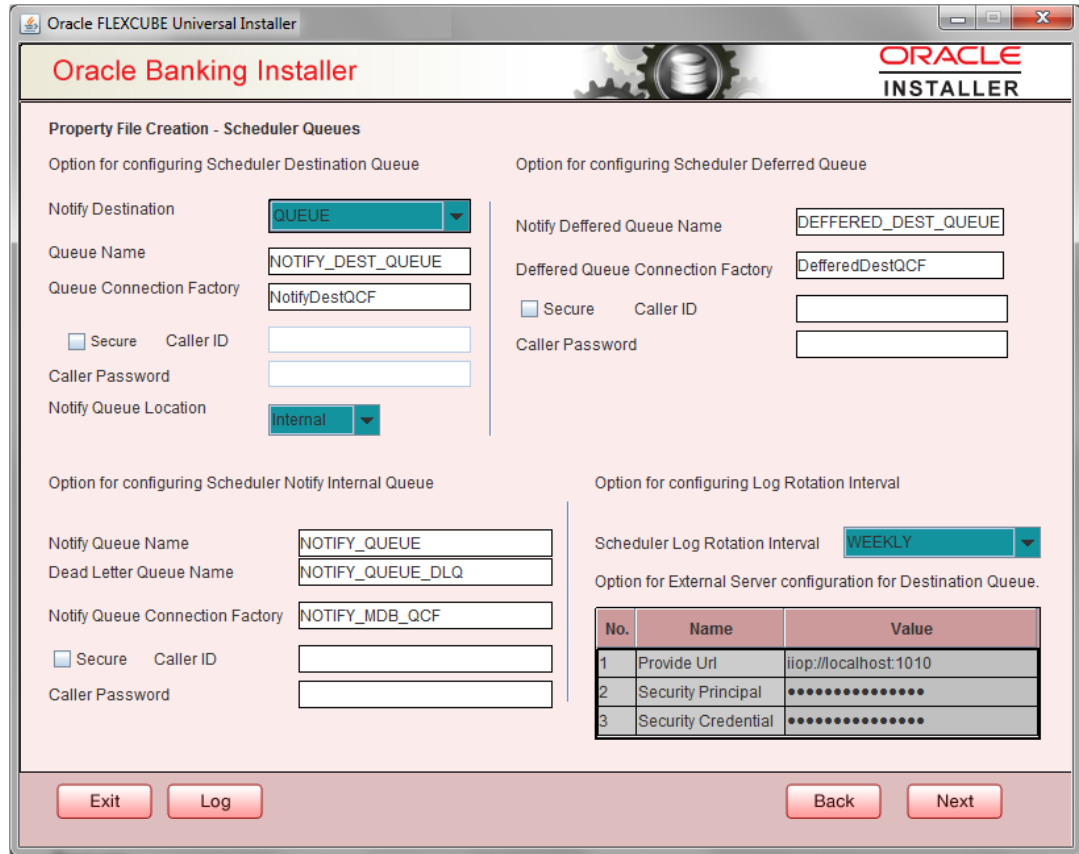 Oracle FLEXCUBE Universal Installer
Oracle Banking Installer
ORACLE
INSTALLER
Property File Creation - Scheduler Queues
Option for configuring Scheduler Destination Queue
Notify Destination
QUEUE
Queue Name
NOTIFY_DEST_QUEUE
Queue Connection Factory
NotifyDestQCF
Secure
Caller ID
Caller Password
Notify Queue Location
Internal
Option for configuring Scheduler Deferred Queue
Notify Deffered Queue Name
DEFFERED_DEST_QUEUE
Deffered Queue Connection Factory
DefferedDestQCF
Secure
Caller ID
Caller Password
Option for configuring Scheduler Notify Internal Queue
Notify Queue Name
NOTIFY_QUEUE
Dead Letter Queue Name
NOTIFY_QUEUE_DLQ
Notify Queue Connection Factory
NOTIFY_MDB_QCF
Secure
Caller ID
Caller Password
Option for configuring Log Rotation Interval
Scheduler Log Rotation Interval
WEEKLY
Option for External Server configuration for Destination Queue.
No. Name Value
1 Provide Url iiop://localhost:1010
2 Security Principal •••••••••••••••
3 Security Credential •••••••••••••••
Exit
Log
Back
Next